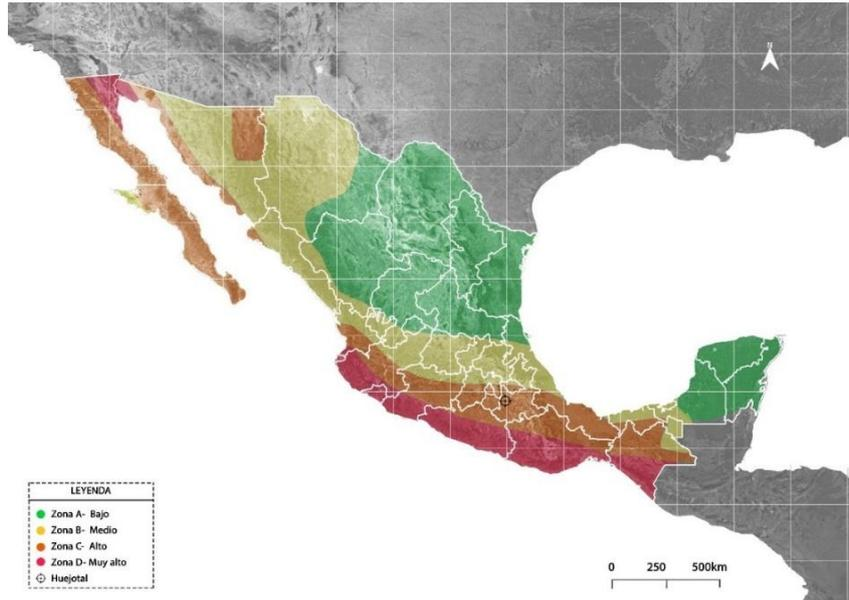 N
LEYENDA
Zona A- Bajo
Zona B- Medio
Zona C- Alto
Zona D- Muy alto
Huejotal
0 250 500km